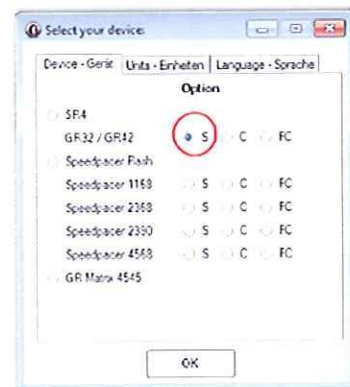 Select your device:
Device - Gerät Units - Einheiten Language - Sprache
Option
SR4
GR32 / GR42 S C FC
Speedpacer Flash
Speedpacer 1168 S C FC
Speedpacer 2368 S C FC
Speedpacer 2390 S C FC
Speedpacer 4568 S C FC
GR Matrix 4545
OK